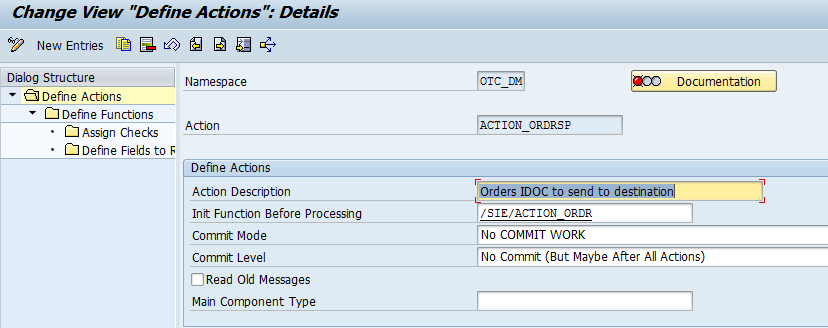 Change View "Define Actions": Details
New Entries
Dialog Structure
Define Actions
Define Functions
Assign Checks
Define Fields to R
Namespace OTC_DM Documentation
Action ACTION_ORDRSP
Define Actions
Action Description Orders IDOC to send to destination
Init Function Before Processing /SIE/ACTION_ORDR
Commit Mode No COMMIT WORK
Commit Level No Commit (But Maybe After All Actions)
Read Old Messages
Main Component Type